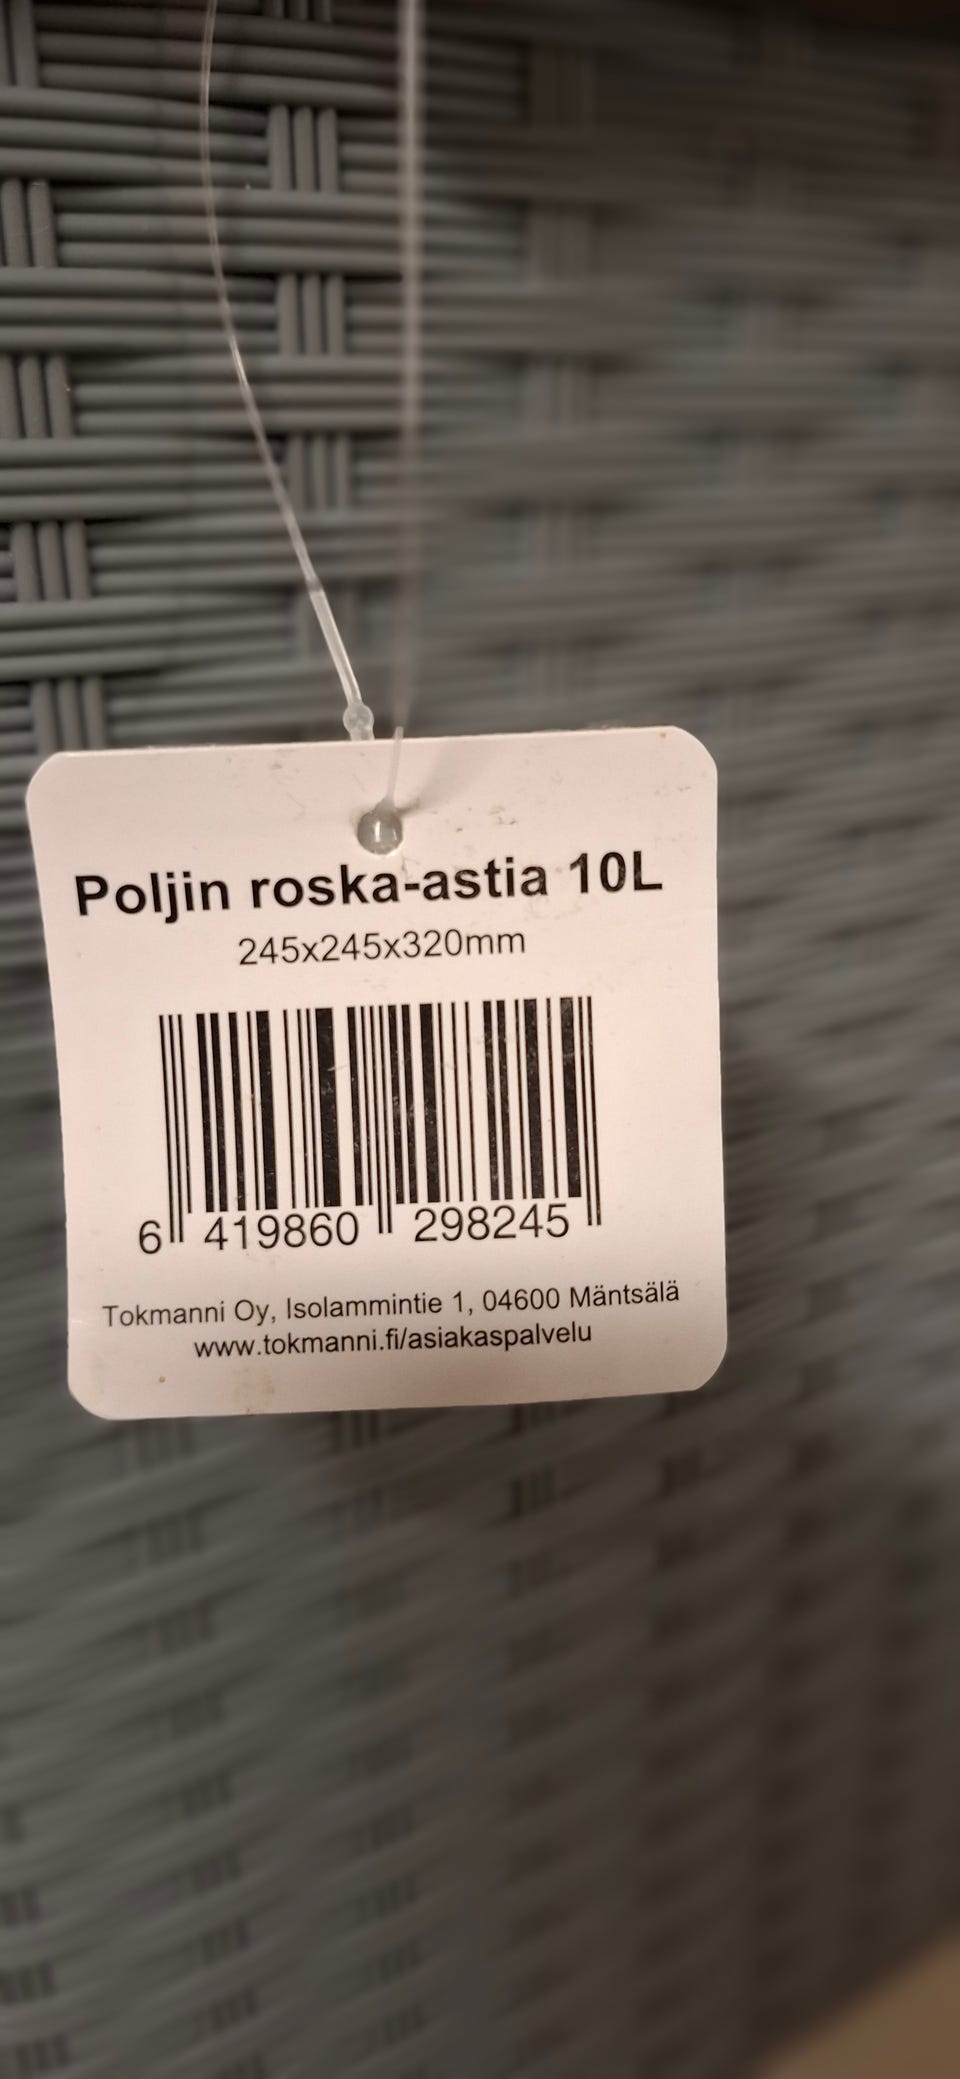 Poljin roska-astia 10L
245x245x320mm
6 419860 298245
Tokmanni Oy, Isolammintie 1, 04600 Mäntsälä
www.tokmanni.fi/asiakaspalvelu